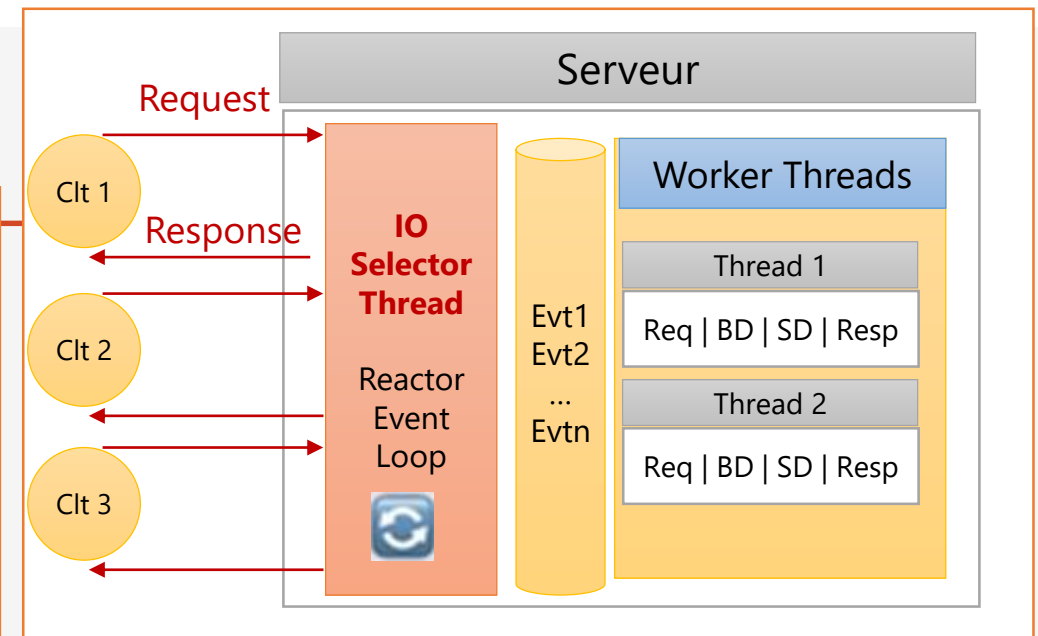 Serveur
Request
Clt 1
Response
Clt 2
Clt 3
IO
Selector
Thread
Reactor
Event
Loop
Evt1
Evt2
...
Evtn
Worker Threads
Thread 1
Req | BD | SD | Resp
Thread 2
Req | BD | SD | Resp